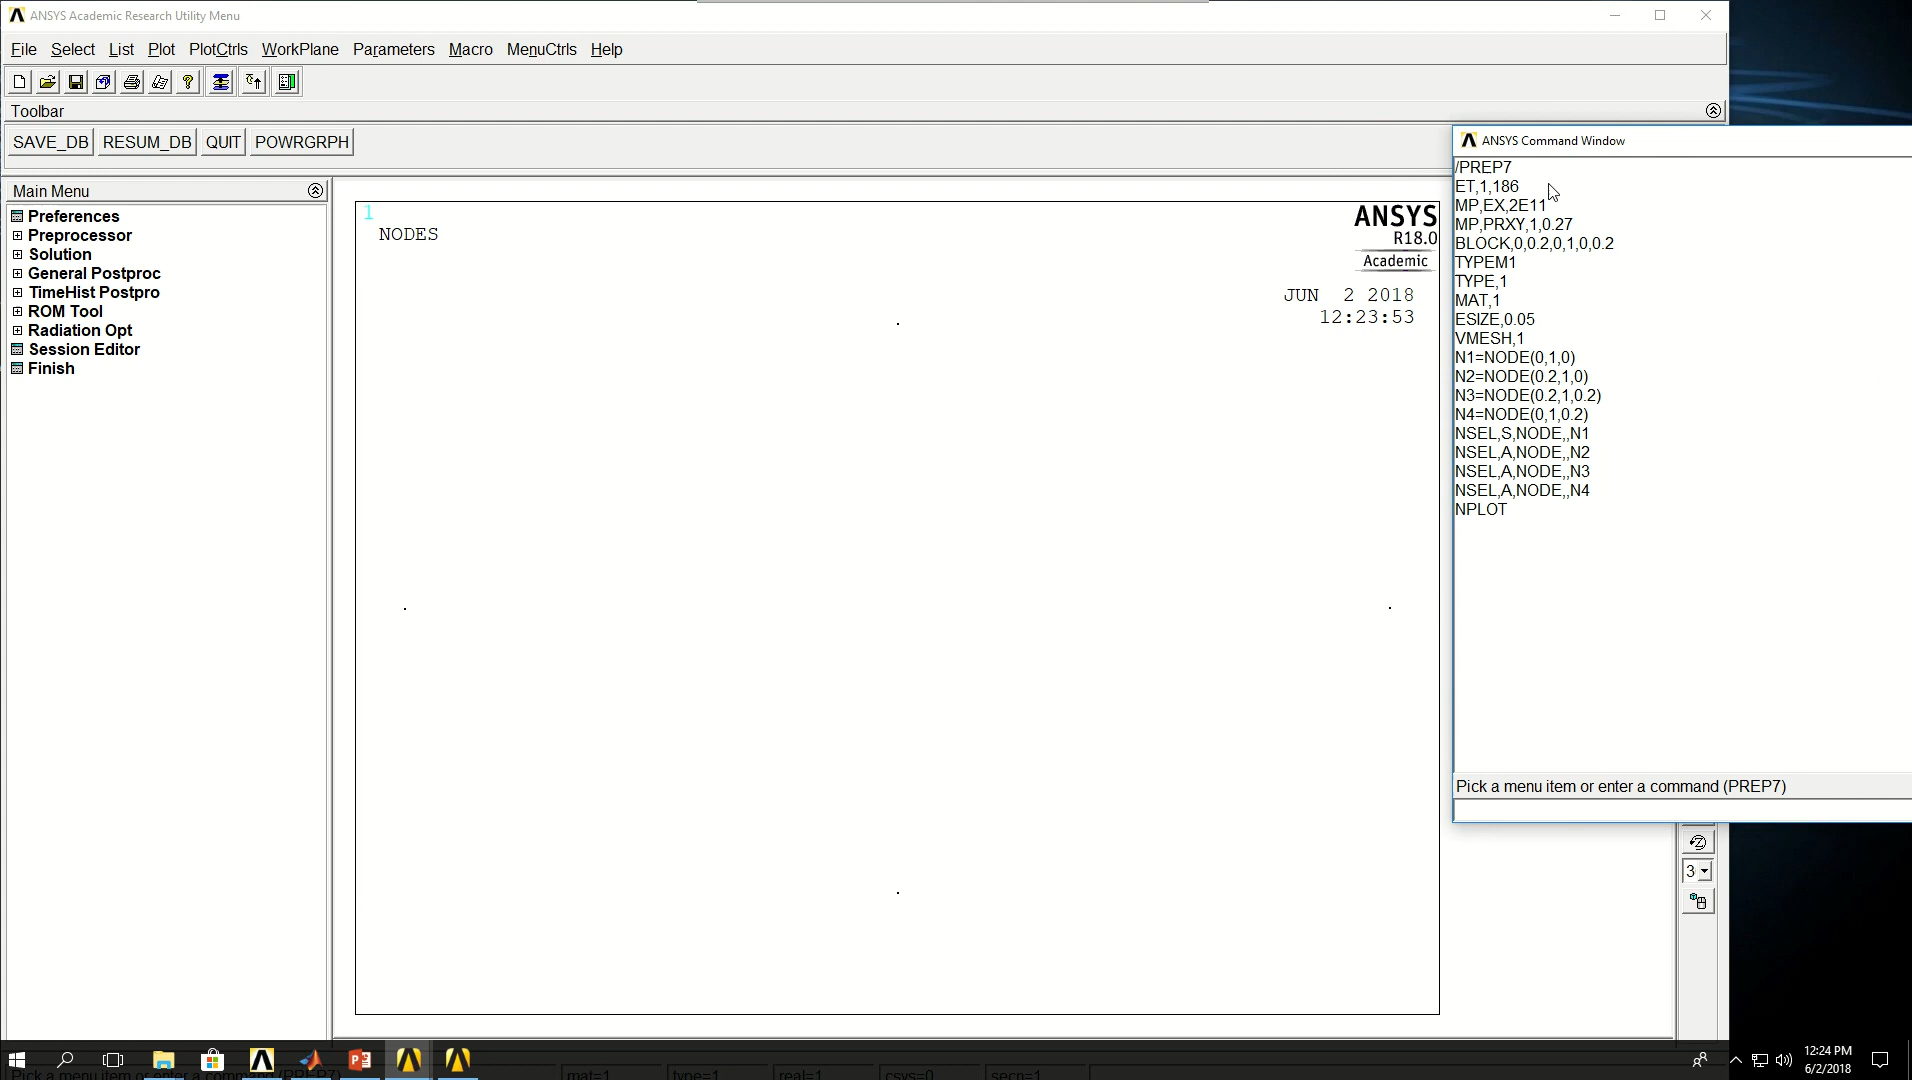 ANSYS Academic Research Utility Menu
File Select List Plot PlotCtrls WorkPlane Parameters Macro MenuCtrls Help
Toolbar
SAVE_DB RESUM_DB QUIT POWRGRPH
Main Menu
Preferences
Preprocessor
Solution
General Postproc
TimeHist Postpro
ROM Tool
Radiation Opt
Session Editor
Finish
1
NODES
ANSYS
R18.0
Academic
JUN 2 2018
12:23:53
ANSYS Command Window
/PREP7
ET,1,186
MP,EX,2E11
MP,PRXY,1,0.27
BLOCK,0,0.2,0,1,0,0.2
TYPEM1
TYPE,1
MAT,1
ESIZE,0.05
VMESH,1
N1=NODE(0,1,0)
N2=NODE(0.2,1,0)
N3=NODE(0.2,1,0.2)
N4=NODE(0,1,0.2)
NSEL,S,NODE,,N1
NSEL,A,NODE,,N2
NSEL,A,NODE,,N3
NSEL,A,NODE,,N4
NPLOT
Pick a menu item or enter a command (PREP7)
3
12:24 PM
6/2/2018
Pick a menu item or enter a command (PREP7) mat=1 type=1 real=1 csys=0 secn=1